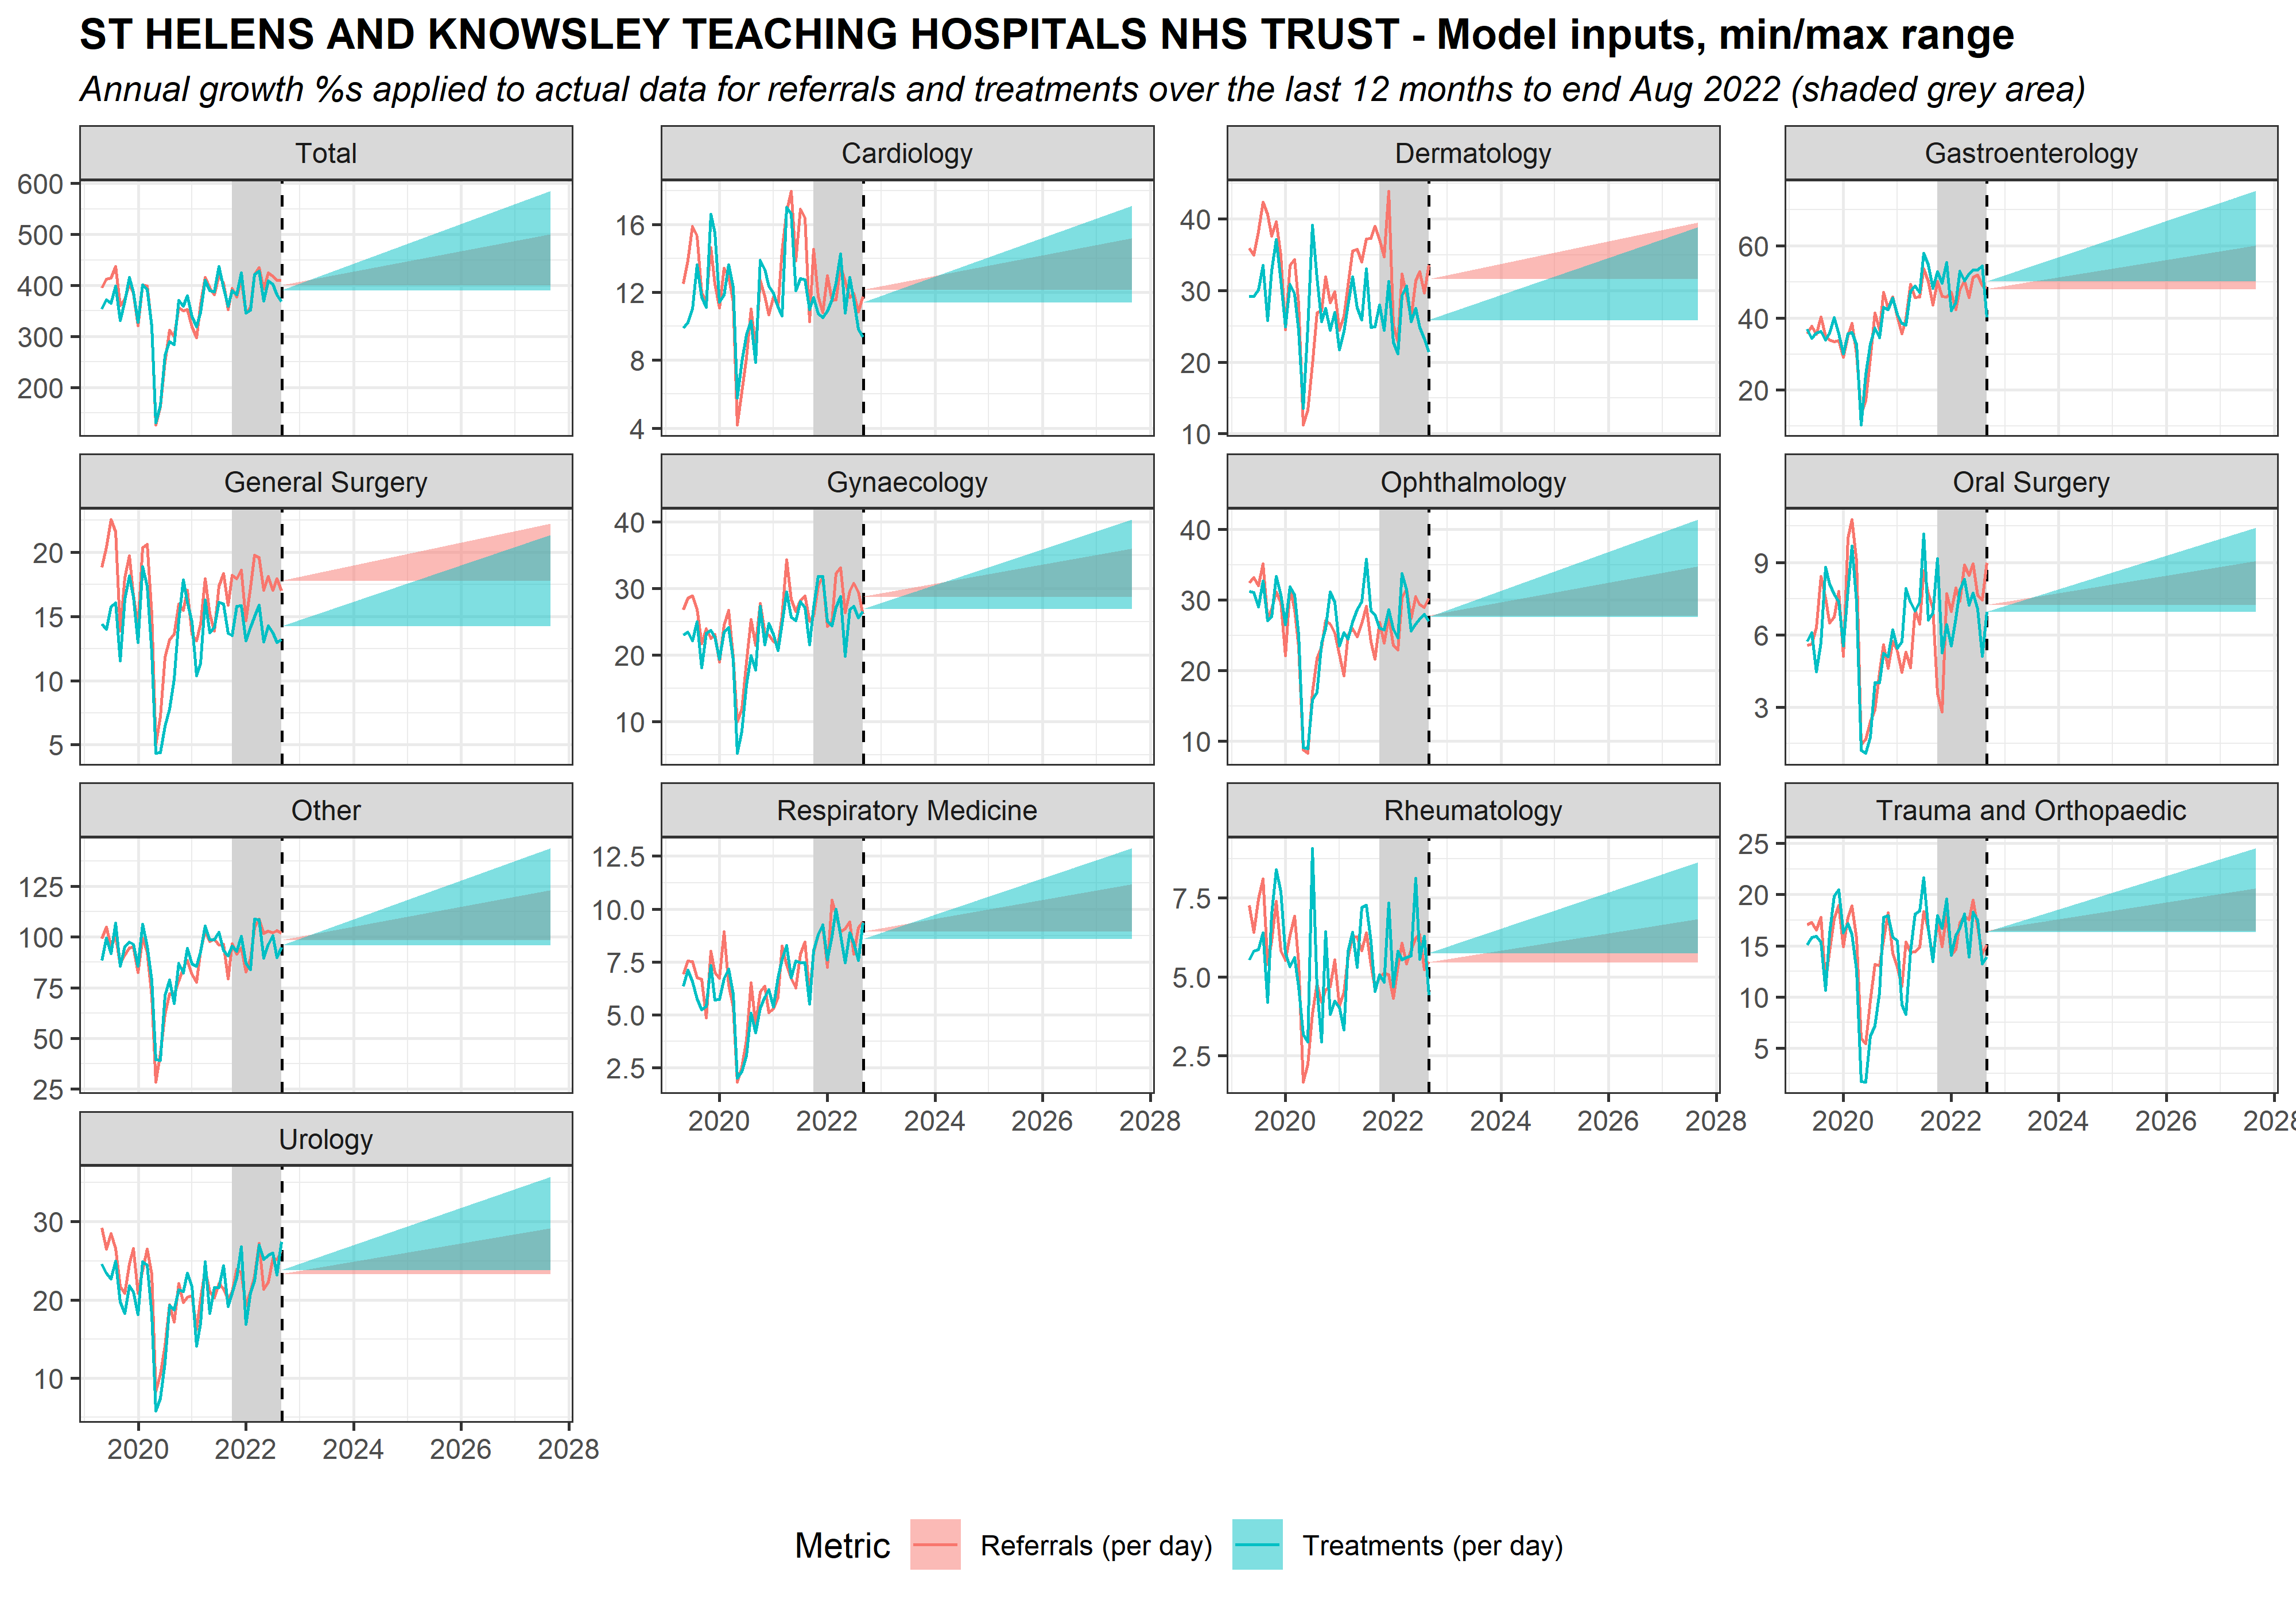 ST HELENS AND KNOWSLEY TEACHING HOSPITALS NHS TRUST - Model inputs, min/max range
Annual growth %s applied to actual data for referrals and treatments over the last 12 months to end Aug 2022 (shaded grey area)
Total
600
500
400
300
200
Cardiology
16
12
8
4
Dermatology
40
30
20
10
Gastroenterology
60
40
20
General Surgery
20
15
10
5
Gynaecology
40
30
20
10
Ophthalmology
40
30
20
10
Oral Surgery
9
6
3
Other
125
100
75
50
25
Respiratory Medicine
12.5
10.0
7.5
5.0
2.5
2020 2022 2024 2026 2028
Rheumatology
7.5
5.0
2.5
2020 2022 2024 2026 2028
Trauma and Orthopaedic
25
20
15
10
5
2020 2022 2024 2026 2028
Urology
30
20
10
2020 2022 2024 2026 2028
Metric Referrals (per day) Treatments (per day)